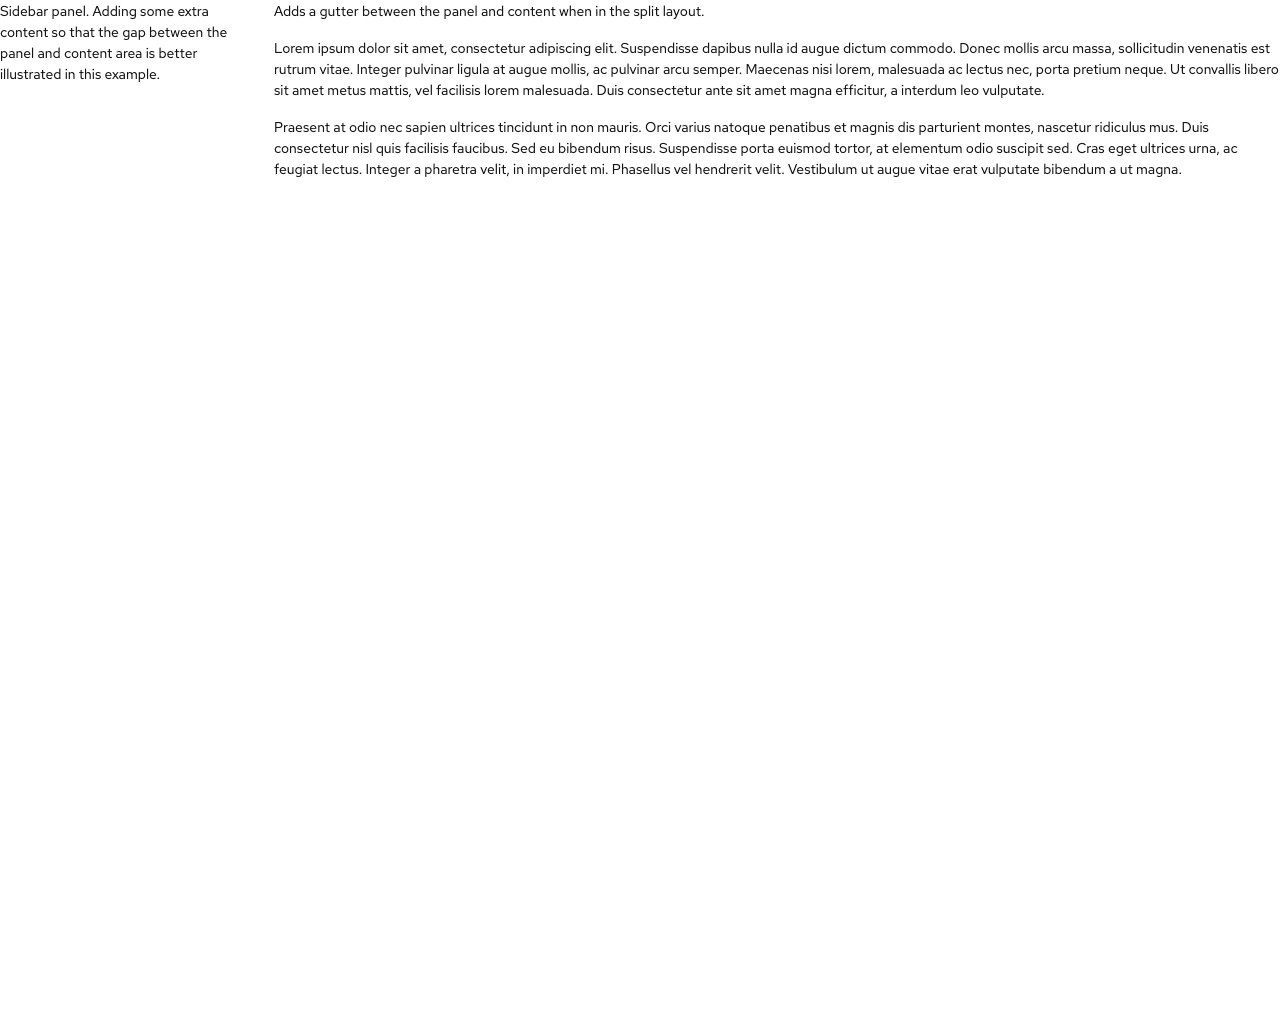 Sidebar panel. Adding some extra
content so that the gap between the
panel and content area is better
illustrated in this example.
Adds a gutter between the panel and content when in the split layout.
Lorem ipsum dolor sit amet, consectetur adipiscing elit. Suspendisse dapibus nulla id augue dictum commodo. Donec mollis arcu massa, sollicitudin venenatis est
rutrum vitae. Integer pulvinar ligula at augue mollis, ac pulvinar arcu semper. Maecenas nisi lorem, malesuada ac lectus nec, porta pretium neque. Ut convallis libero
sit amet metus mattis, vel facilisis lorem malesuada. Duis consectetur ante sit amet magna efficitur, a interdum leo vulputate.
Praesent at odio nec sapien ultrices tincidunt in non mauris. Orci varius natoque penatibus et magnis dis parturient montes, nascetur ridiculus mus. Duis
consectetur nisl quis facilisis faucibus. Sed eu bibendum risus. Suspendisse porta euismod tortor, at elementum odio suscipit sed. Cras eget ultrices urna, ac
feugiat lectus. Integer a pharetra velit, in imperdiet mi. Phasellus vel hendrerit velit. Vestibulum ut augue vitae erat vulputate bibendum a ut magna.